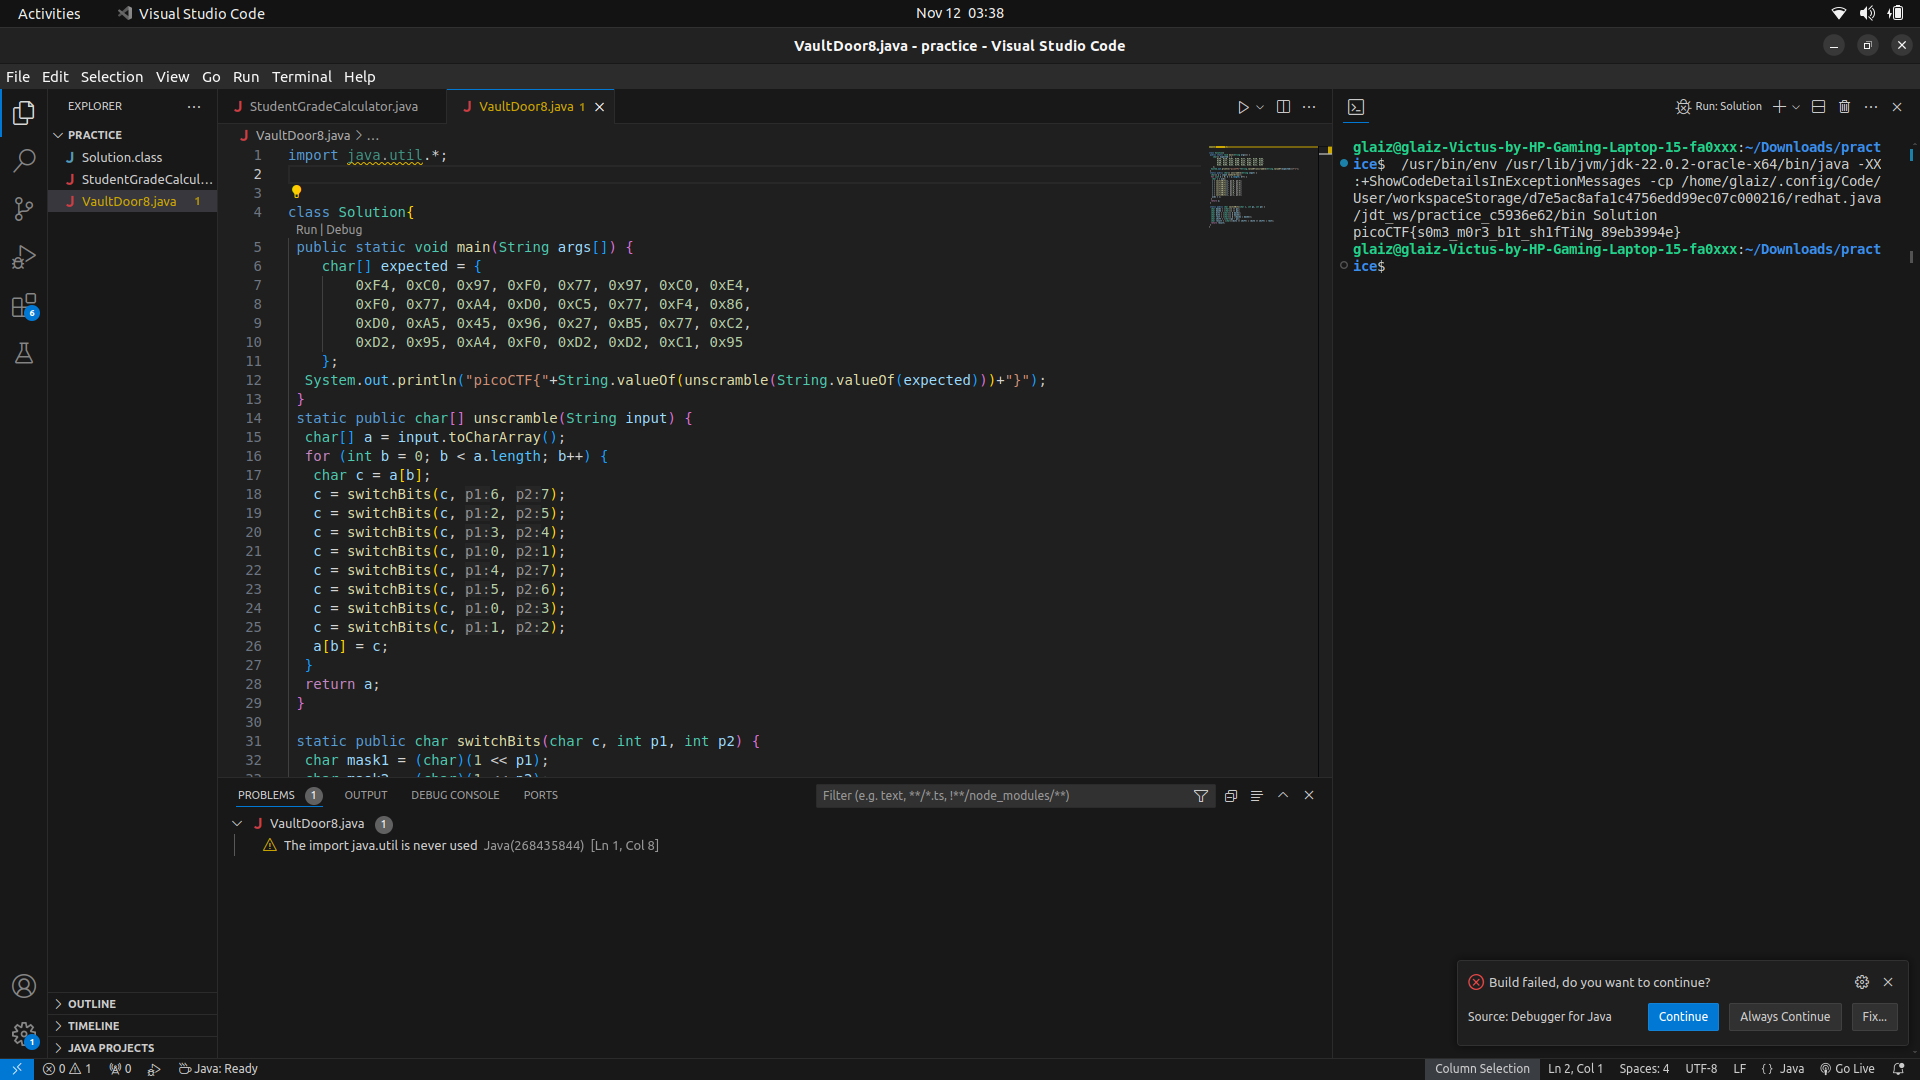 Activities
Visual Studio Code
Nov 12 03:38
VaultDoor8.java - practice - Visual Studio Code
File Edit Selection View Go Run Terminal Help
EXPLORER
PRACTICE
Solution.class
StudentGradeCalcul...
VaultDoor8.java 1
6
OUTLINE
TIMELINE
JAVA PROJECTS
1
StudentGradeCalculator.java
VaultDoor8.java 1
VaultDoor8.java > ...
1 import java.util.*;
2
3
4 class Solution{
Run | Debug
5 public static void main(String args[]) {
6 char[] expected = {
7 0xF4, 0xC0, 0x97, 0xF0, 0x77, 0x97, 0xC0, 0xE4,
8 0xF0, 0x77, 0xA4, 0xD0, 0xC5, 0x77, 0xF4, 0x86,
9 0xD0, 0xA5, 0x45, 0x96, 0x27, 0xB5, 0x77, 0xC2,
10 0xD2, 0x95, 0xA4, 0xF0, 0xD2, 0xD2, 0xC1, 0x95
11 };
12 System.out.println("picoCTF{"+String.valueOf(unscramble(String.valueOf(expected)))+"}");
13 }
14 static public char[] unscramble(String input) {
15 char[] a = input.toCharArray();
16 for (int b = 0; b < a.length; b++) {
17 char c = a[b];
18 c = switchBits(c, p1:6, p2:7);
19 c = switchBits(c, p1:2, p2:5);
20 c = switchBits(c, p1:3, p2:4);
21 c = switchBits(c, p1:0, p2:1);
22 c = switchBits(c, p1:4, p2:7);
23 c = switchBits(c, p1:5, p2:6);
24 c = switchBits(c, p1:0, p2:3);
25 c = switchBits(c, p1:1, p2:2);
26 a[b] = c;
27 }
28 return a;
29 }
30
31 static public char switchBits(char c, int p1, int p2) {
32 char mask1 = (char)(1 << p1);
PROBLEMS 1 OUTPUT DEBUG CONSOLE PORTS
Filter (e.g. text, **/*.ts, !**/node_modules/**)
VaultDoor8.java 1
The import java.util is never used Java(268435844) [Ln 1, Col 8]
Run: Solution
glaiz@glaiz-Victus-by-HP-Gaming-Laptop-15-fa0xxx:~/Downloads/pract
ice$ /usr/bin/env /usr/lib/jvm/jdk-22.0.2-oracle-x64/bin/java -XX
:+ShowCodeDetailsInExceptionMessages -cp /home/glaiz/.config/Code/
User/workspaceStorage/d7e5ac8afa1c4756edd99ec07c000216/redhat.java
/jdt_ws/practice_c5936e62/bin Solution
picoCTF{s0m3_m0r3_b1t_sh1fTiNg_89eb3994e}
glaiz@glaiz-Victus-by-HP-Gaming-Laptop-15-fa0xxx:~/Downloads/pract
ice$
Build failed, do you want to continue?
Source: Debugger for Java
Continue
Always Continue
Fix...
0 1 0 Java: Ready
Column Selection Ln 2, Col 1 Spaces: 4 UTF-8 LF {} Java Go Live